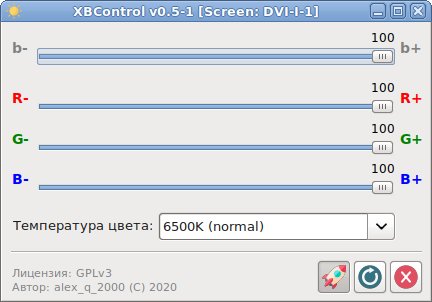 XBControl v0.5-1 [Screen: DVI-I-1]
100
b- b+
100
R- R+
100
G- G+
100
B- B+
Температура цвета: 6500K (normal)
Лицензия: GPLv3
Автор: alex_q_2000 (C) 2020